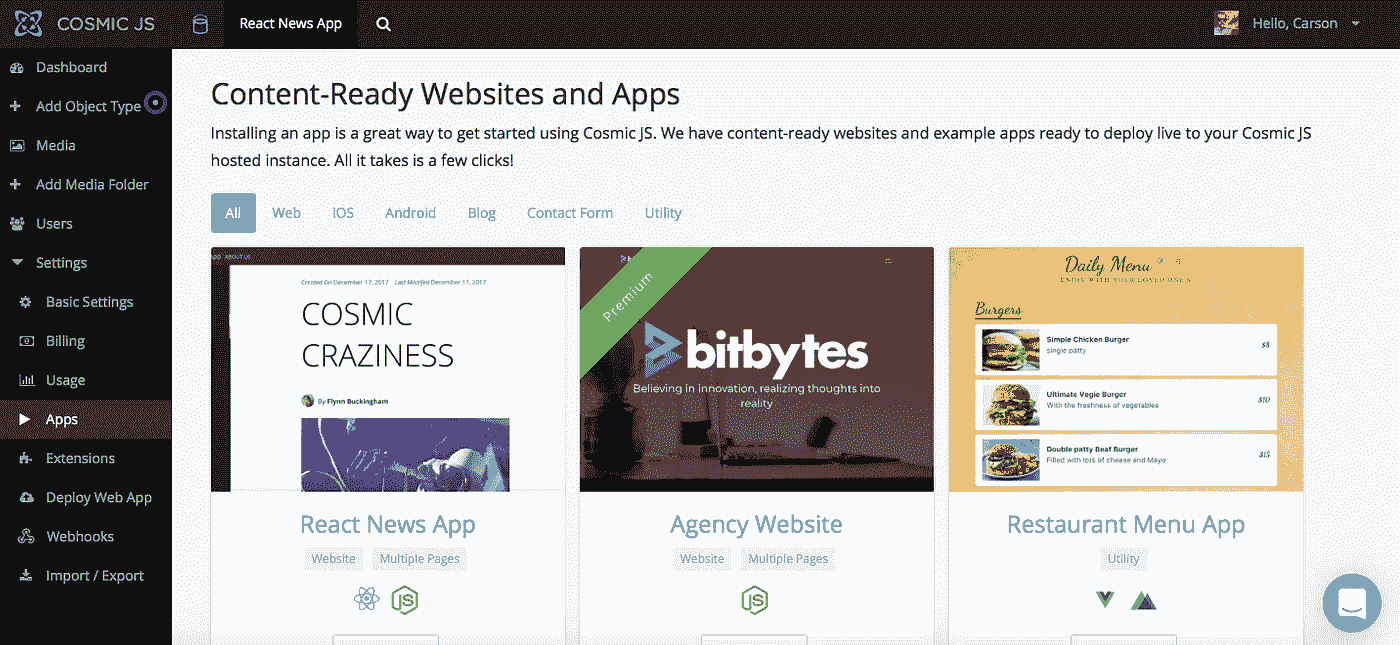 COSMIC JS
React News App
Hello, Carson
Dashboard
Add Object Type
Media
Add Media Folder
Users
Settings
Basic Settings
Billing
Usage
Apps
Extensions
Deploy Web App
Webhooks
Import / Export
Content-Ready Websites and Apps
Installing an app is a great way to get started using Cosmic JS. We have content-ready websites and example apps ready to deploy live to your Cosmic JS
hosted instance. All it takes is a few clicks!
All
Web
iOS
Android
Blog
Contact Form
Utility
ABOUT US
Created On December 17, 2017 Last Modified December 17, 2017
COSMIC
CRAZINESS
By Flynn Buckingham
React News App
Website
Multiple Pages
JS
Premium
bitbytes
Believing in innovation, realizing thoughts into
reality
Agency Website
Website
Multiple Pages
JS
Daily Menu
ENJOY WITH YOUR LOVED ONE'S
Burgers
Simple Chicken Burger
single patty
$8
Ultimate Vegie Burger
With the freshness of vegetables
$10
Double patty Beaf Burger
Filled with lots of cheese and Mayo
$15
Restaurant Menu App
Utility